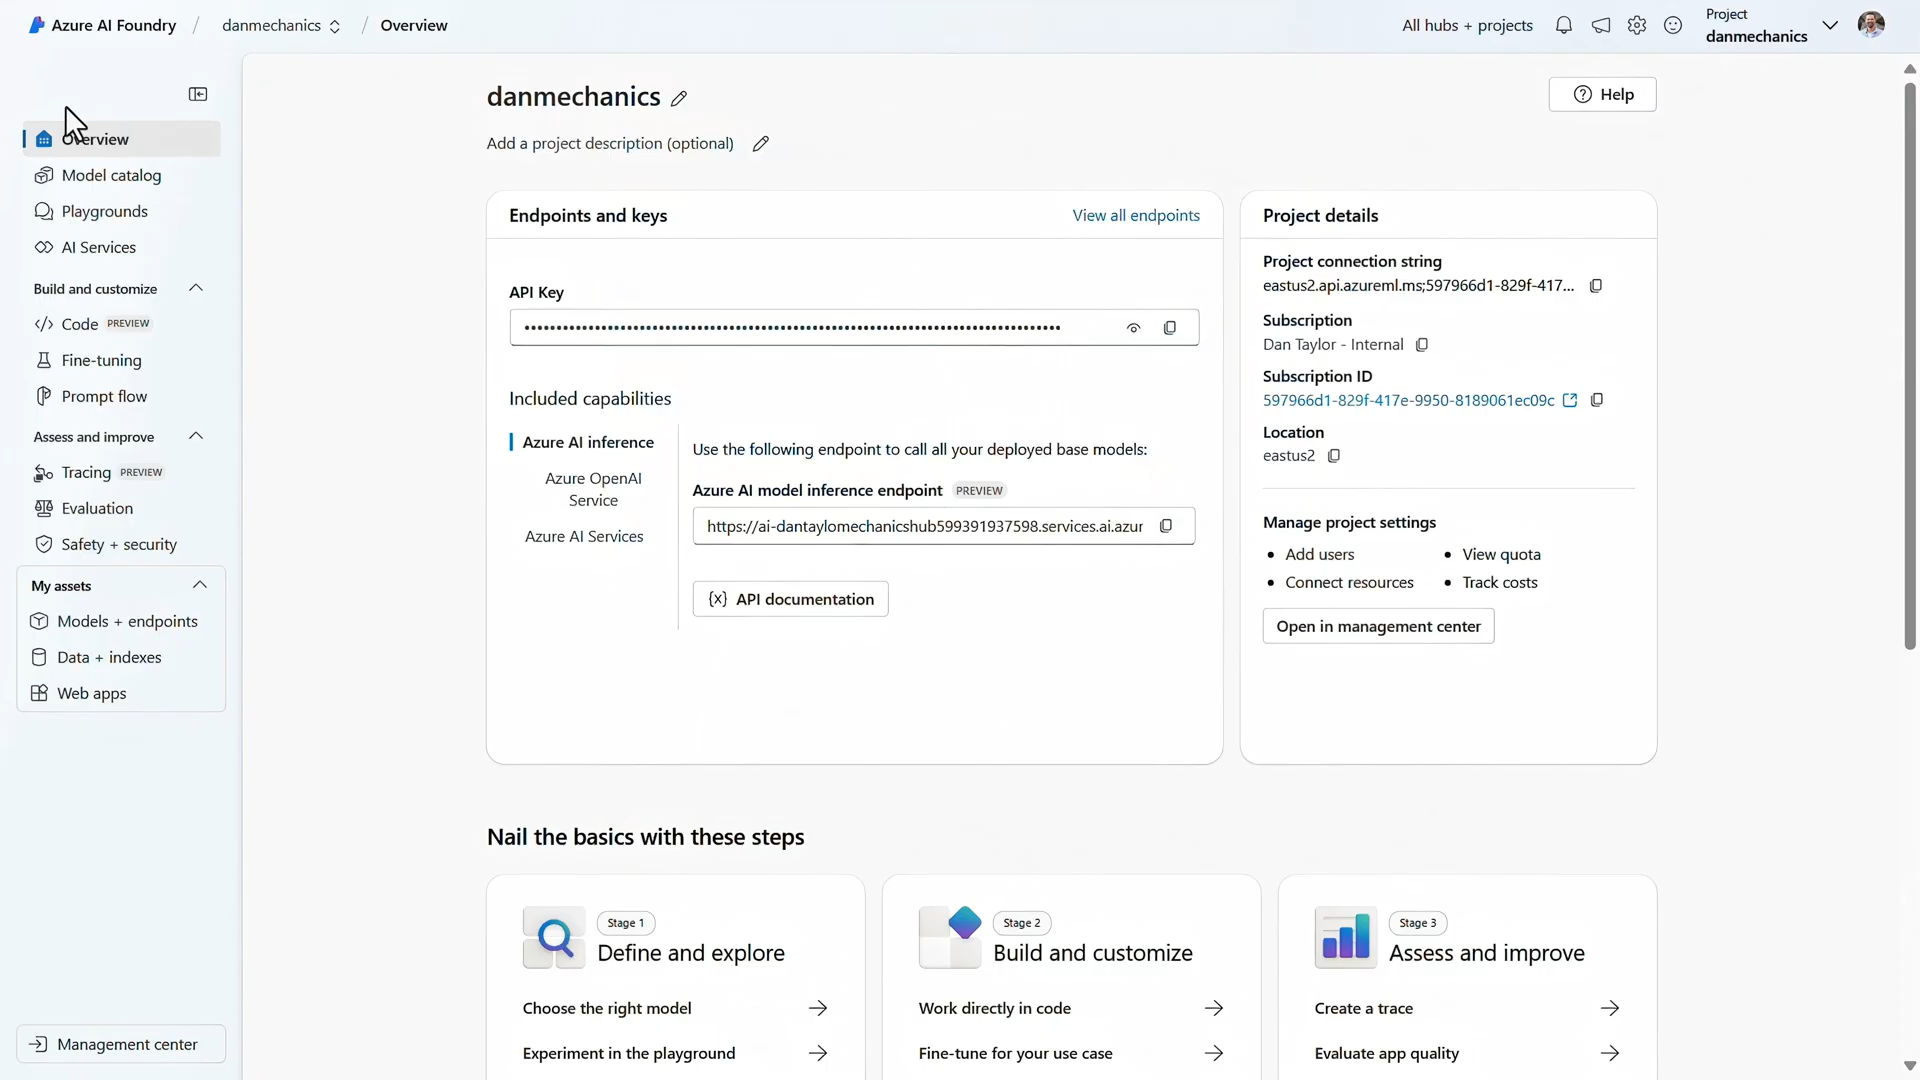 Azure AI Foundry / danmechanics / Overview
All hubs + projects
Project
danmechanics
Overview
Model catalog
Playgrounds
AI Services
Build and customize
Code PREVIEW
Fine-tuning
Prompt flow
Assess and improve
Tracing PREVIEW
Evaluation
Safety + security
My assets
Models + endpoints
Data + indexes
Web apps
Management center
danmechanics
Help
Add a project description (optional)
Endpoints and keys
View all endpoints
API Key
••••••••••••••••••••••••••••••••••••••••••••••••••••••••••••••••••••••••••••••••••••
Included capabilities
Azure AI inference
Azure OpenAI
Service
Azure AI Services
Use the following endpoint to call all your deployed base models:
Azure AI model inference endpoint PREVIEW
https://ai-dantaylomechanicshub599391937598.services.ai.azur
{x} API documentation
Project details
Project connection string
eastus2.api.azureml.ms;597966d1-829f-417...
Subscription
Dan Taylor - Internal
Subscription ID
597966d1-829f-417e-9950-8189061ec09c
Location
eastus2
Manage project settings
• Add users
• View quota
• Connect resources
• Track costs
Open in management center
Nail the basics with these steps
Stage 1
Define and explore
Choose the right model
Experiment in the playground
Stage 2
Build and customize
Work directly in code
Fine-tune for your use case
Stage 3
Assess and improve
Create a trace
Evaluate app quality